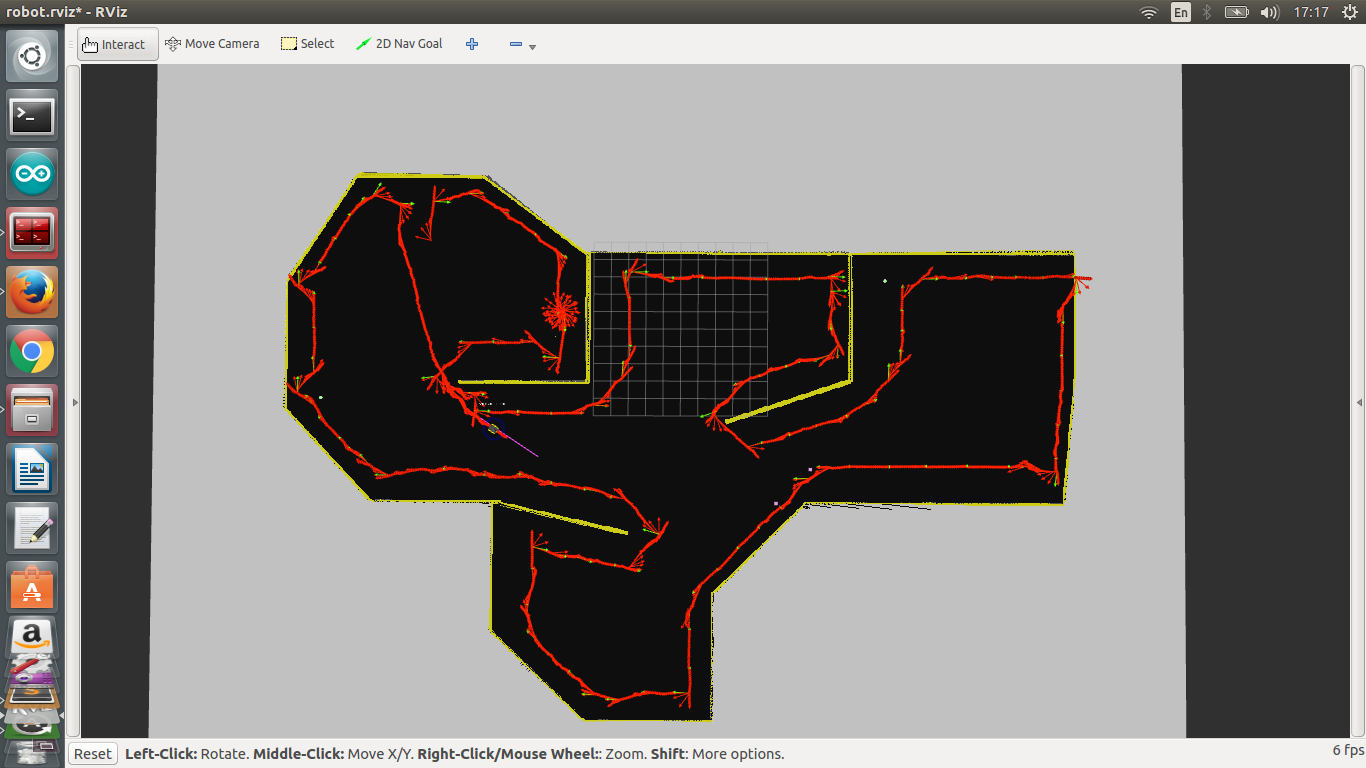 robot.rviz* - RViz
En
17:17
Interact
Move Camera
Select
2D Nav Goal
Reset
Left-Click: Rotate. Middle-Click: Move X/Y. Right-Click/Mouse Wheel:: Zoom. Shift: More options.
6 fps